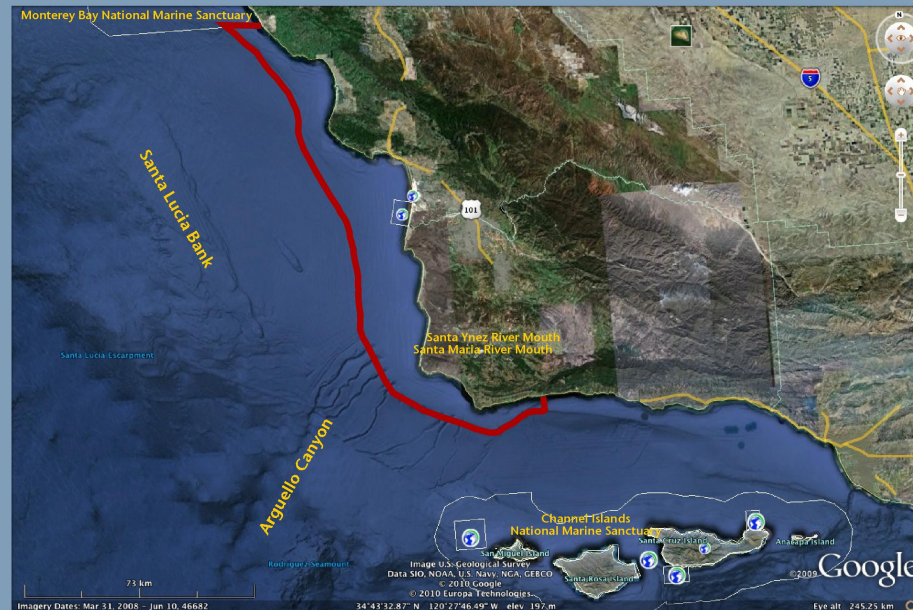 Monterey Bay National Marine Sanctuary
N
5
Santa Lucia Bank
101
Santa Ynez River Mouth
Santa Maria River Mouth
Santa Lucia Escarpment
Arguello Canyon
Channel Islands
National Marine Sanctuary
Santa Cruz Island
Anacapa Island
San Miguel Island
Santa Rosa Island
Rodriguez Seamount
Image U.S. Geological Survey
Data SIO, NOAA, U.S. Navy, NGA, GEBCO
© 2010 Google
© 2010 Europa Technologies
©2009 Google
73 km
Imagery Dates: Mar 31, 2008 - Jun 10, 46682
34°43'32.87" N 120°27'46.49" W elev 197 m
Eye alt 245.25 km